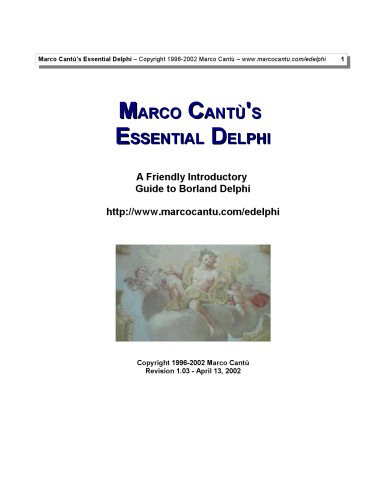 Marco Cantù's Essential Delphi – Copyright 1996-2002 Marco Cantù – www.marcocantu.com/edelphi 1
MARCO CANTÙ'S
ESSENTIAL DELPHI
A Friendly Introductory
Guide to Borland Delphi
http://www.marcocantu.com/edelphi
Copyright 1996-2002 Marco Cantù
Revision 1.03 - April 13, 2002